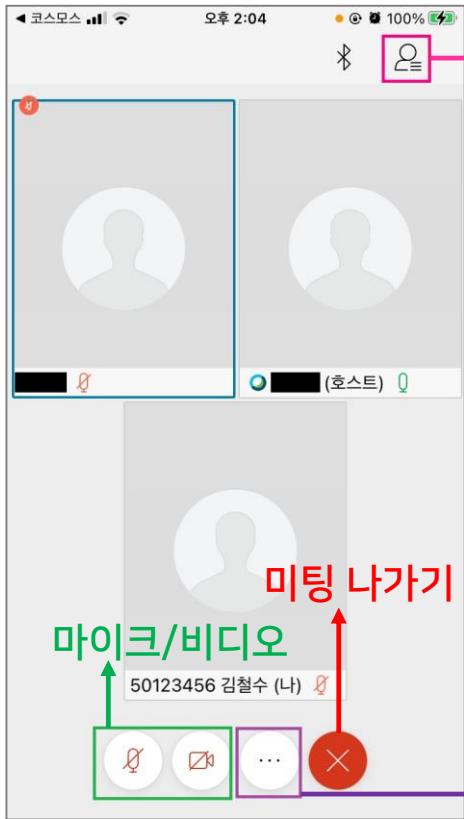 ◀ 코스모스 오후 2:04 100%
(호스트)
미팅 나가기
마이크/비디오
50123456 김철수 (나)